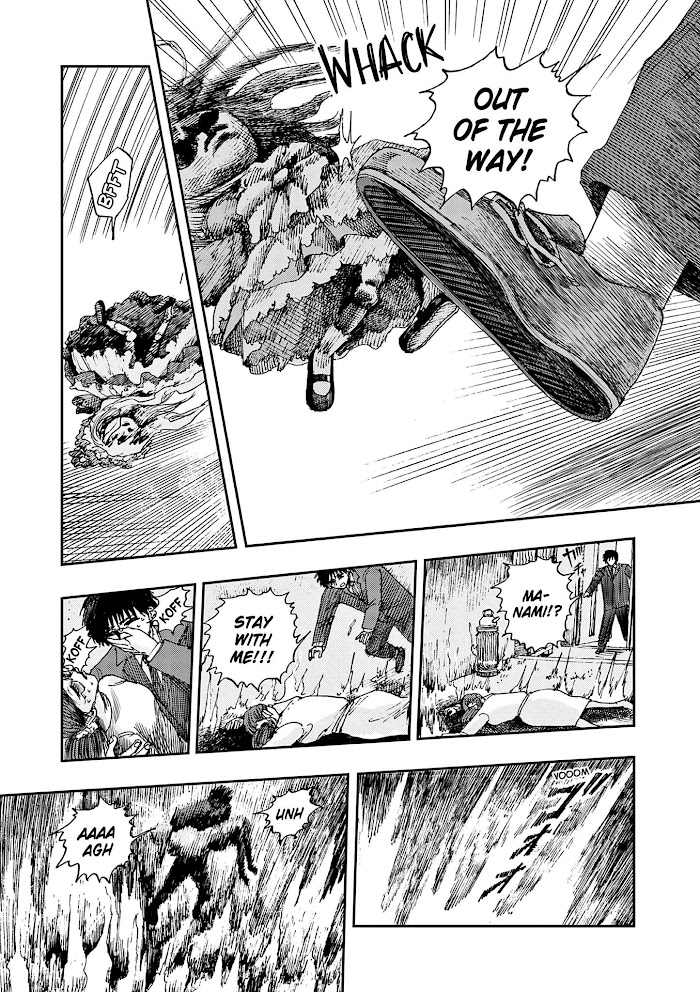 WHACK
OUT
OF THE
WAY!
BFFT
MA-
NAMI!?
STAY
WITH
ME!!!
KOFF
KOFF
VOOOM
ゴオオ
UNH
AAAA
AGH